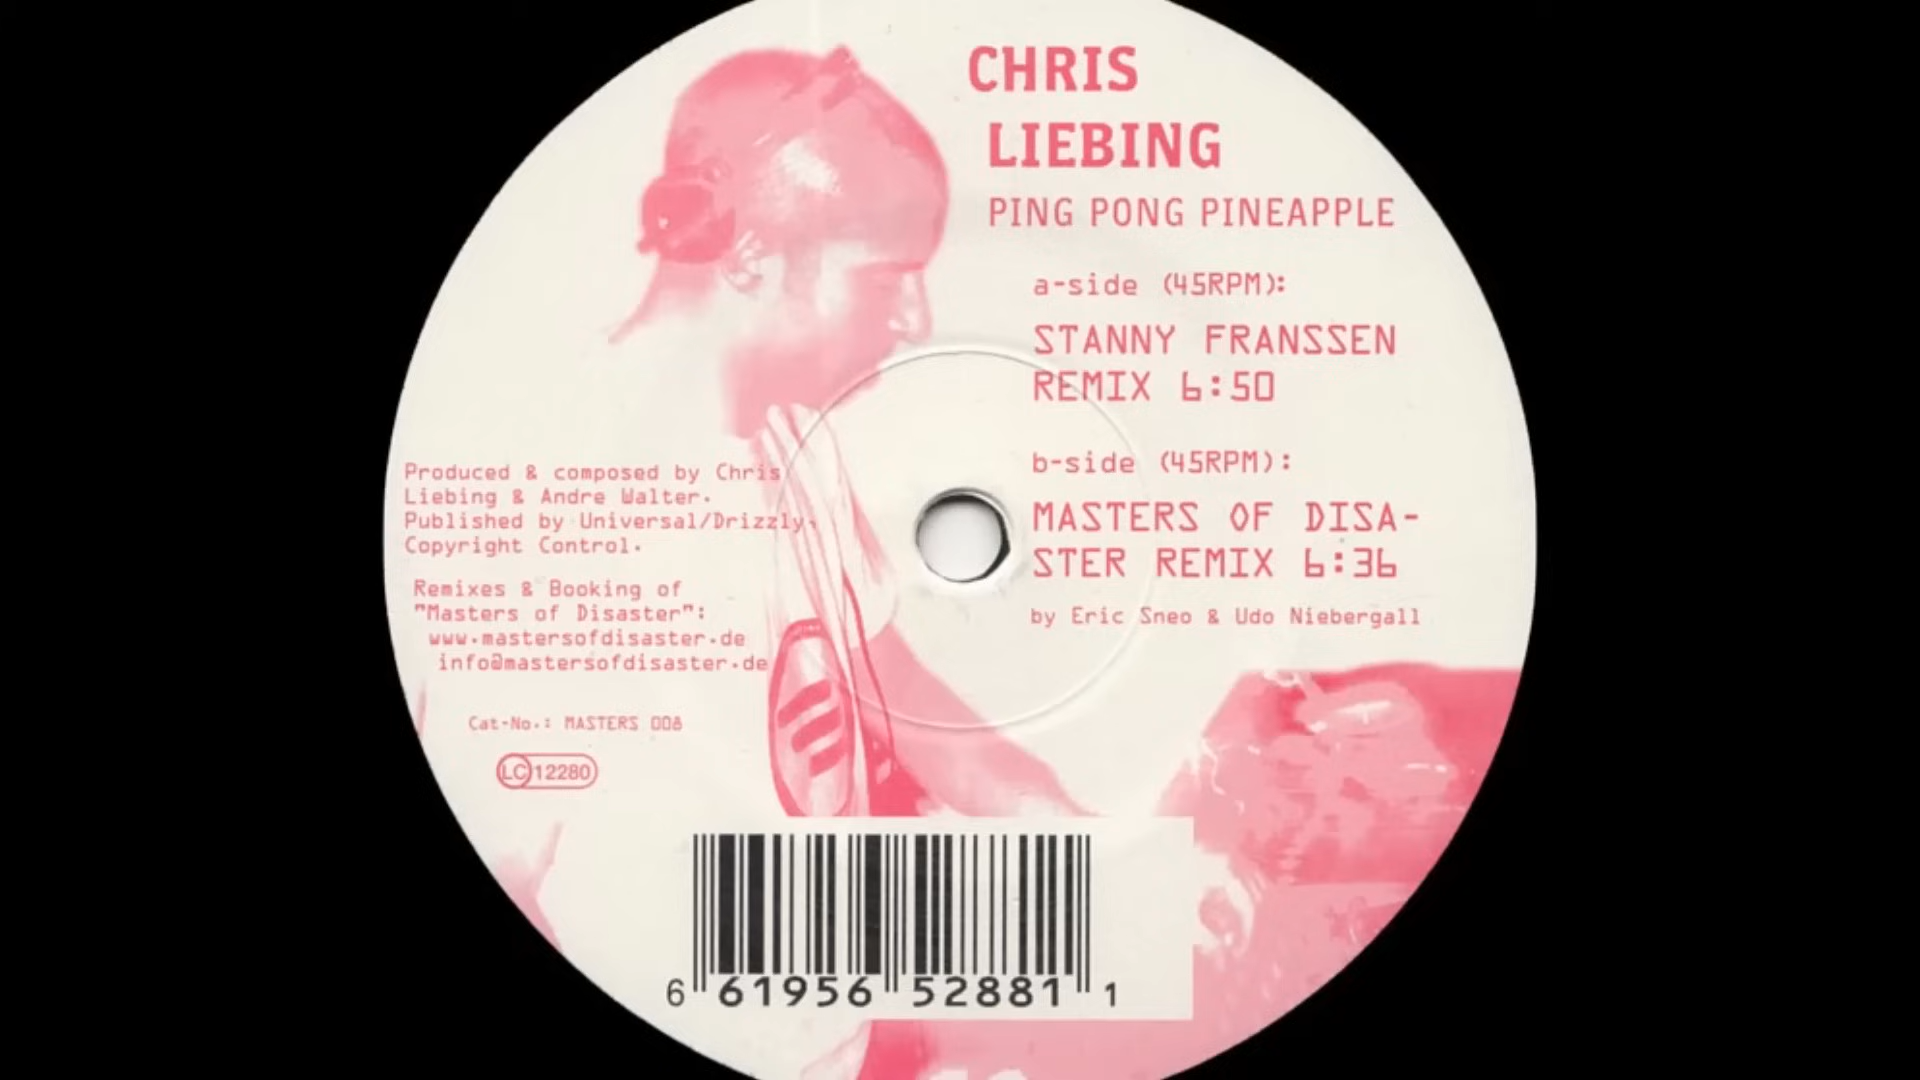 CHRIS
LIEBING
PING PONG PINEAPPLE
a-side (45RPM):
STANNY FRANSSEN
REMIX 6:50
b-side (45RPM):
MASTERS OF DISA-
STER REMIX 6:36
by Eric Sneo & Udo Niebergall
Produced & composed by Chris
Liebing & Andre Walter.
Published by Universal/Drizzly.
Copyright Control.
Remixes & Booking of
"Masters of Disaster":
www.mastersofdisaster.de
info@mastersofdisaster.de
Cat-No.: MASTERS 008
LC 12280
6 61956 52881 1